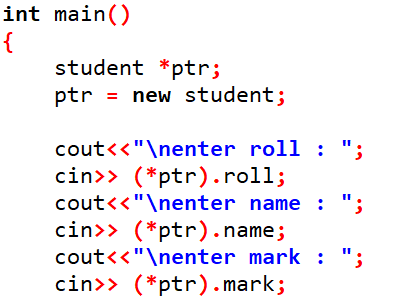 int main()
{
student *ptr;
ptr = new student;
cout<<"\nenter roll : ";
cin>> (*ptr).roll;
cout<<"\nenter name : ";
cin>> (*ptr).name;
cout<<"\nenter mark : ";
cin>> (*ptr).mark;